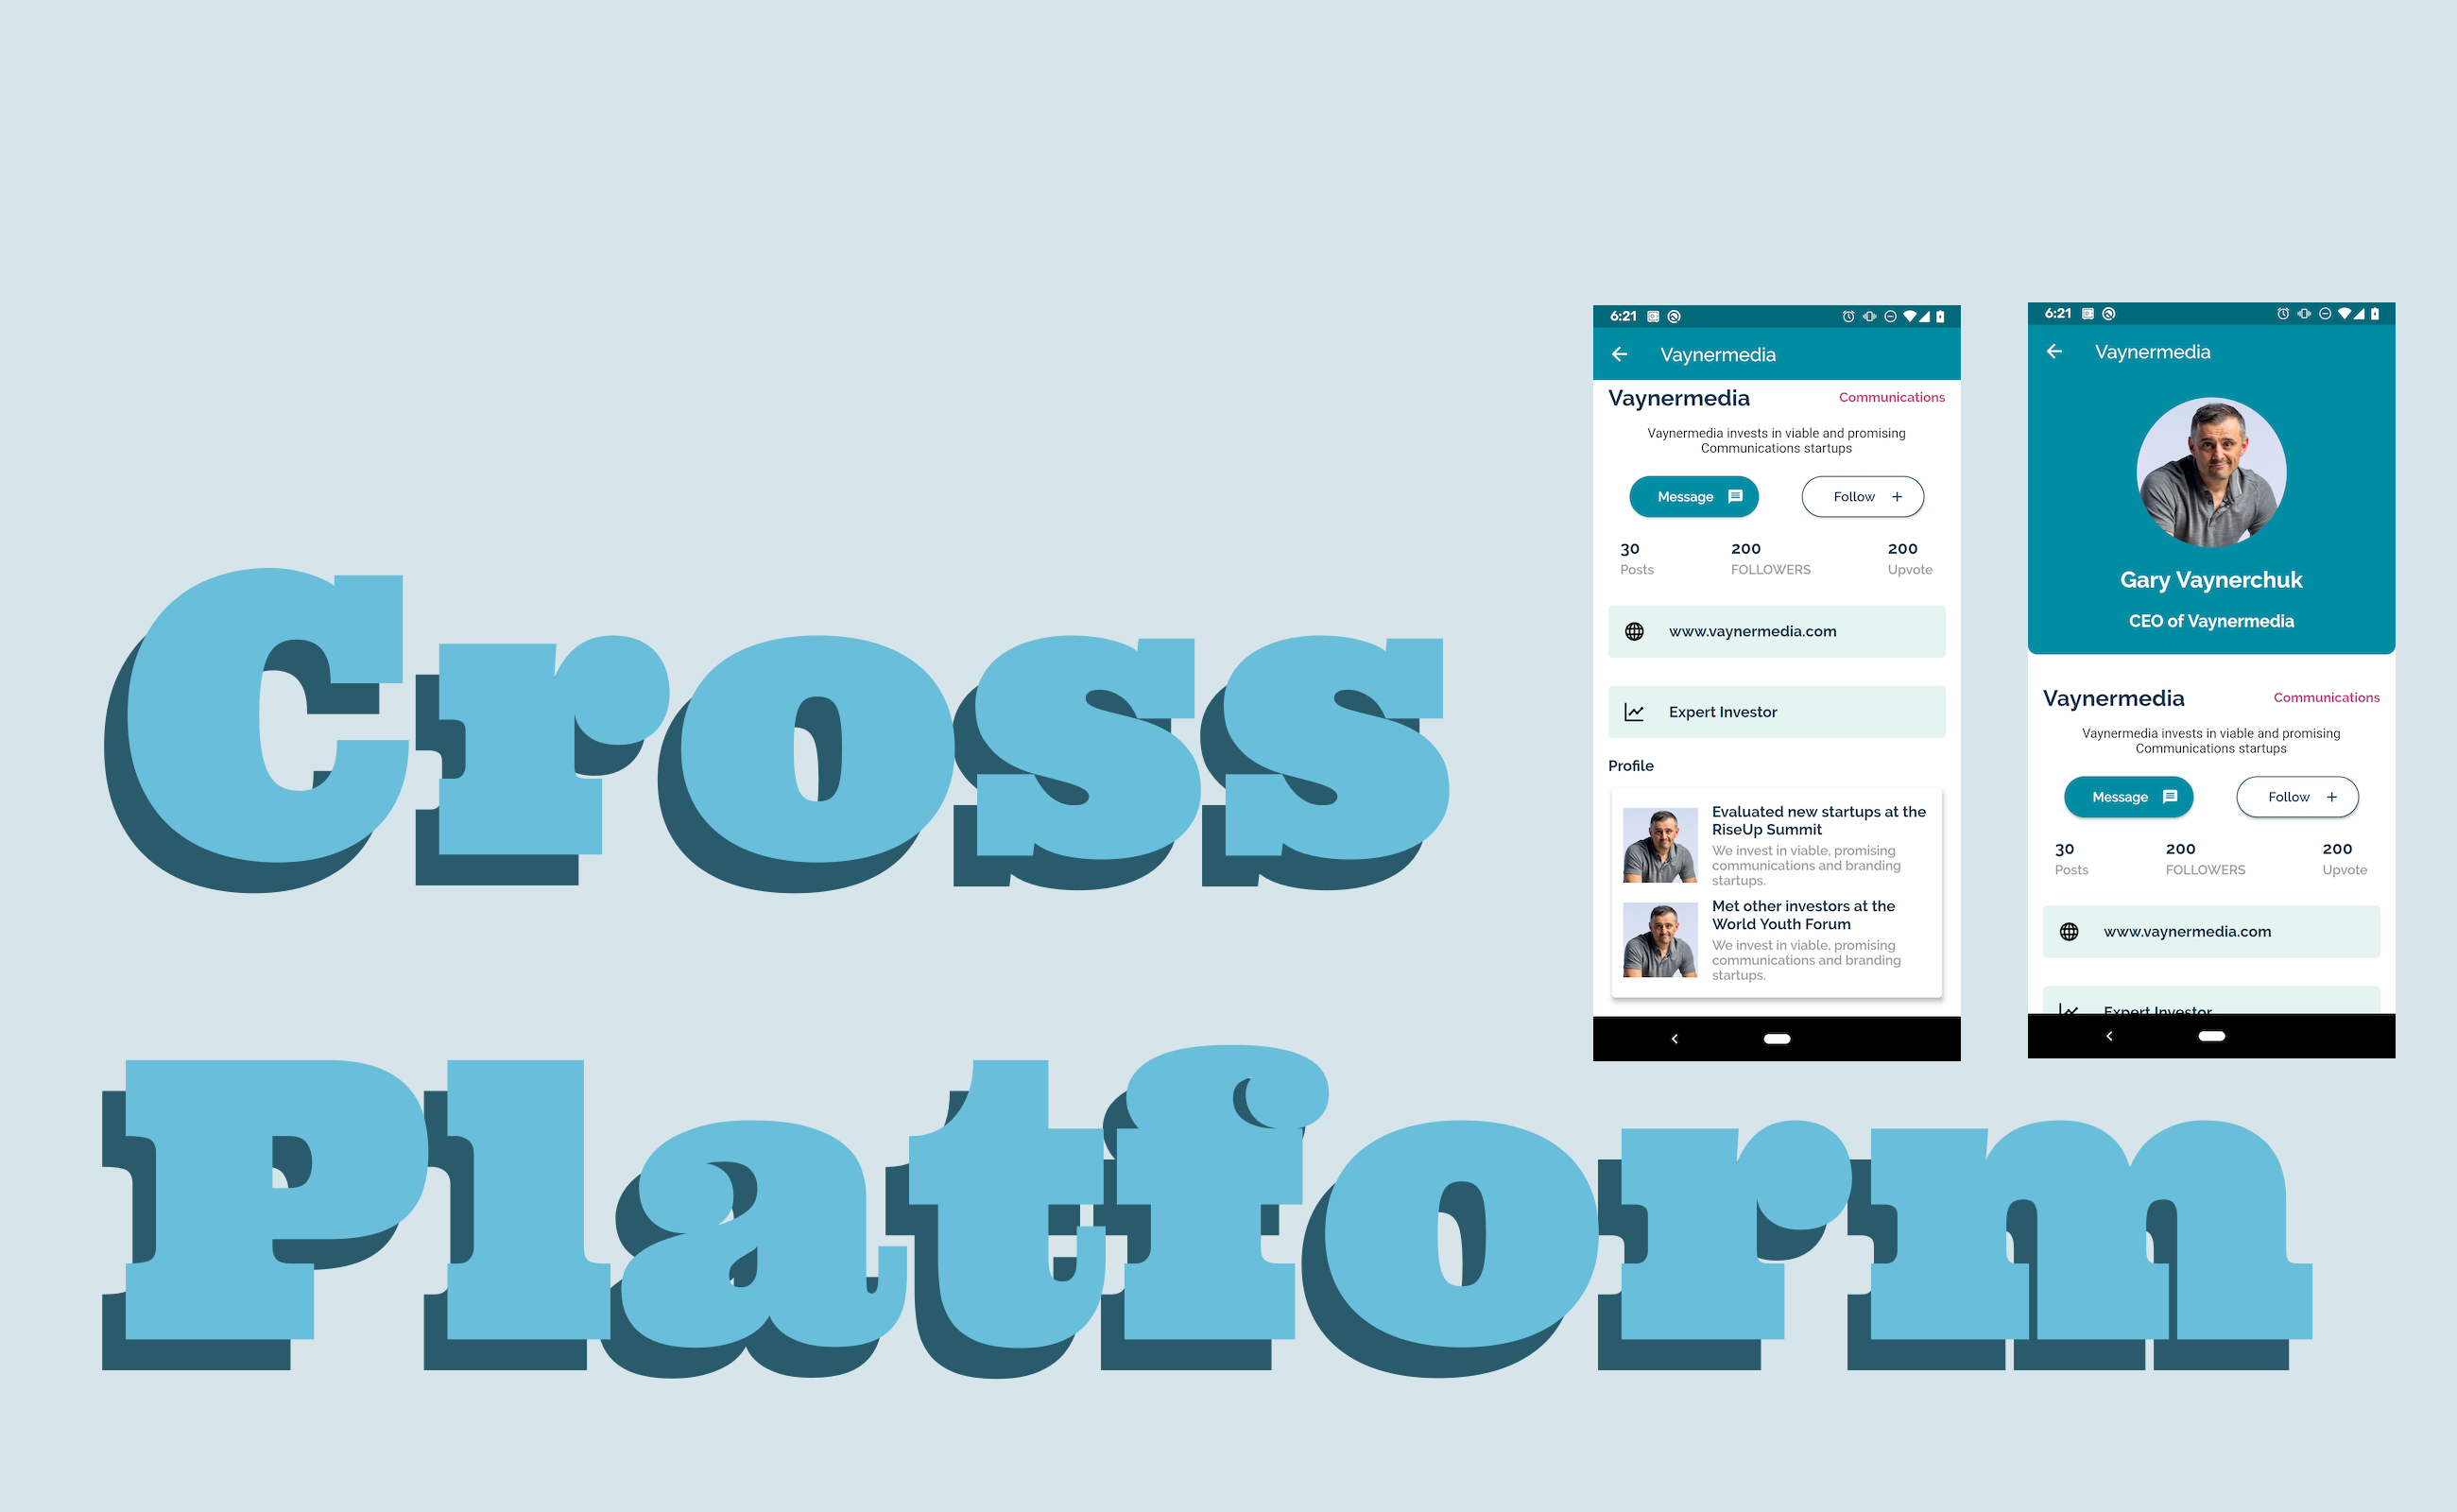 Cross
Platform
6:21
Vaynermedia
Vaynermedia Communications
Vaynermedia invests in viable and promising
Communications startups
Message Follow +
30 200 200
Posts FOLLOWERS Upvote
www.vaynermedia.com
Expert Investor
Profile
Evaluated new startups at the
RiseUp Summit
We invest in viable, promising
communications and branding
startups.
Met other investors at the
World Youth Forum
We invest in viable, promising
communications and branding
startups.
6:21
Vaynermedia
Gary Vaynerchuk
CEO of Vaynermedia
Vaynermedia Communications
Vaynermedia invests in viable and promising
Communications startups
Message Follow +
30 200 200
Posts FOLLOWERS Upvote
www.vaynermedia.com
Expert Investor